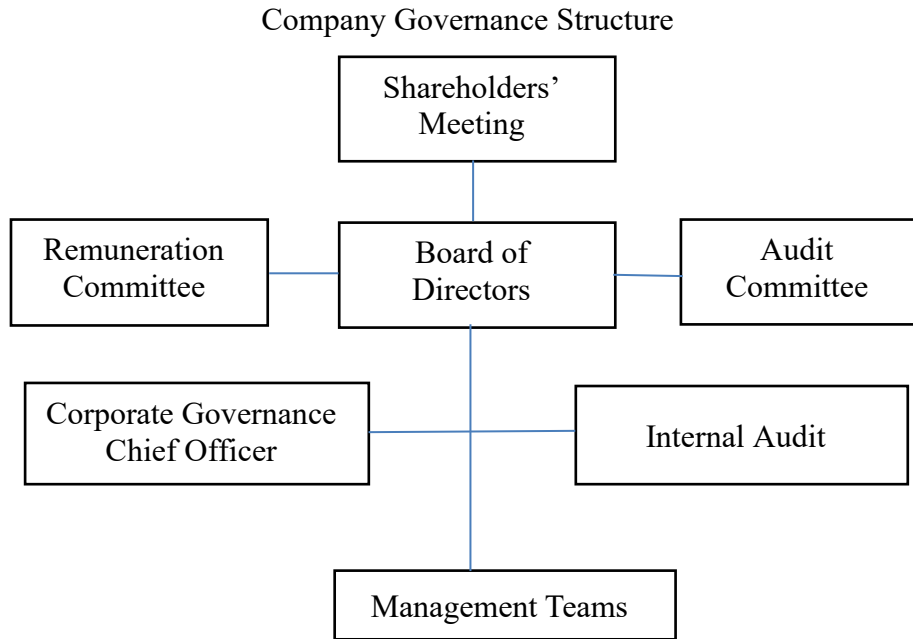 Company Governance Structure
Shareholders’
Meeting
Remuneration
Committee
Board of
Directors
Audit
Committee
Corporate Governance
Chief Officer
Internal Audit
Management Teams